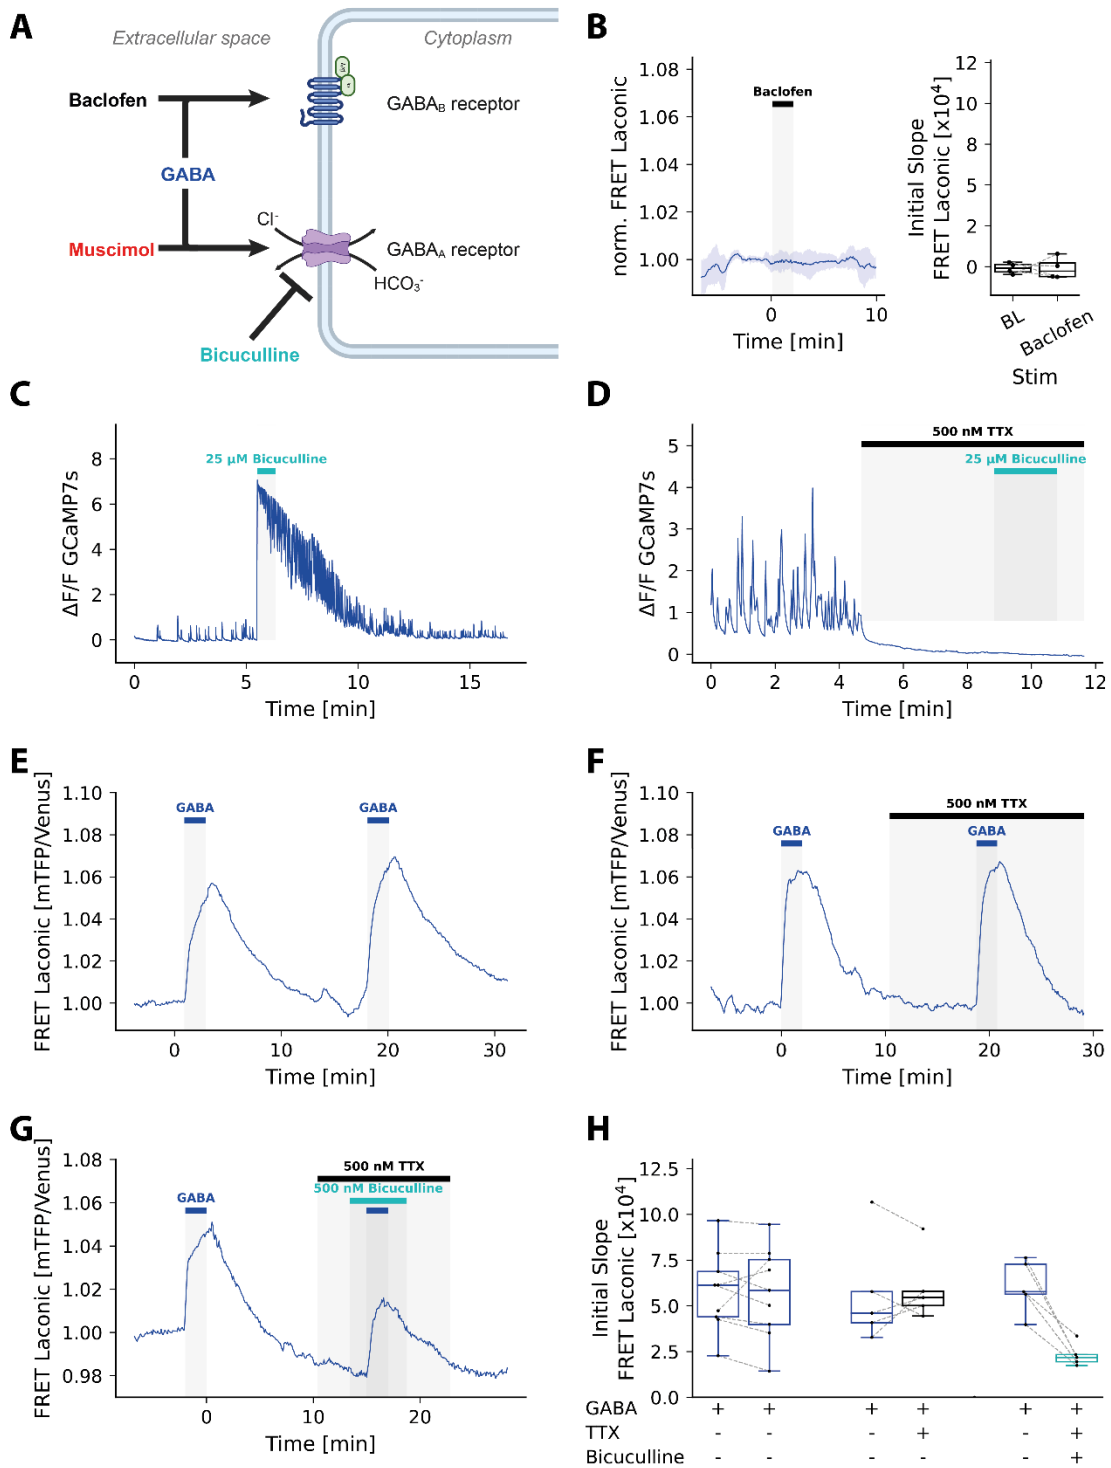 A
Extracellular space
Cytoplasm
Baclofen
GABA_B receptor
GABA
Cl-
Muscimol
GABA_A receptor
HCO3-
Bicuculline
B
norm. FRET Laconic
1.08
1.06
1.04
1.02
1.00
Baclofen
0
10
Time [min]
Initial Slope
FRET Laconic [x10^4]
12
10
8
5
2
0
BL
Baclofen
Stim
C
ΔF/F GCaMP7s
8
6
4
2
0
25 µM Bicuculline
0
5
10
15
Time [min]
D
ΔF/F GCaMP7s
5
4
3
2
1
0
500 nM TTX
25 µM Bicuculline
0
2
4
6
8
10
12
Time [min]
E
FRET Laconic [mTFP/Venus]
1.10
1.08
1.06
1.04
1.02
1.00
GABA
GABA
0
10
20
30
Time [min]
F
FRET Laconic [mTFP/Venus]
1.10
1.08
1.06
1.04
1.02
1.00
500 nM TTX
GABA
GABA
0
10
20
30
Time [min]
G
FRET Laconic [mTFP/Venus]
1.08
1.06
1.04
1.02
1.00
0.98
500 nM TTX
500 nM Bicuculline
GABA
0
10
20
Time [min]
H
Initial Slope
FRET Laconic [x10^4]
12.5
10.0
7.5
5.0
2.5
0.0
GABA + + + + + +
TTX - - - + - +
Bicuculline - - - - - +